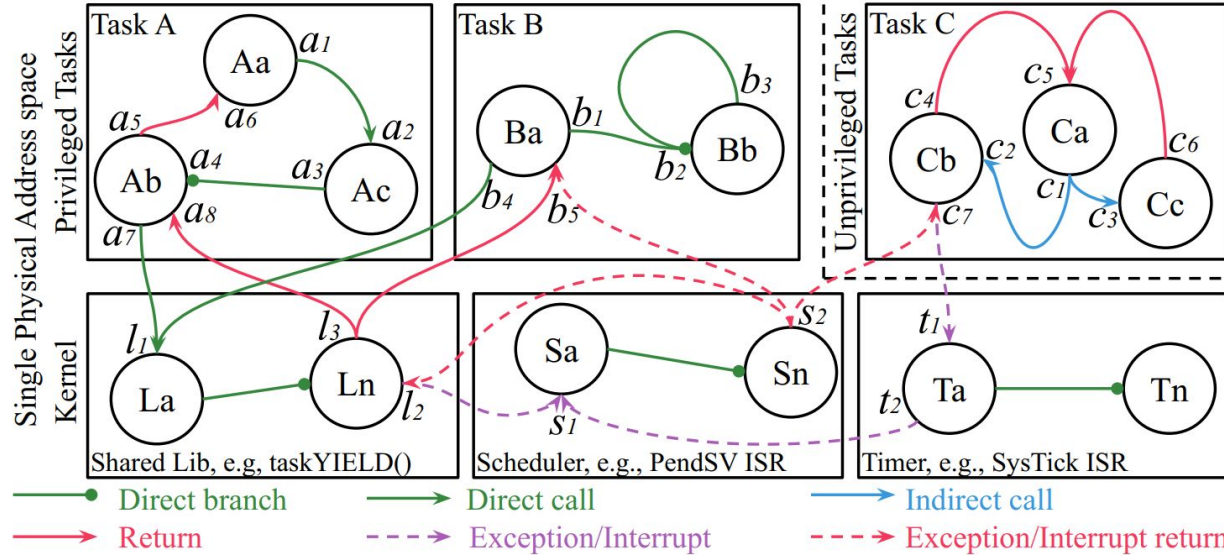 Single Physical Address space
Privileged Tasks
Task A
Aa
a1
a2
a3
Ac
a4
a5
a6
Ab
a7
a8
Task B
Ba
b1
b2
b3
Bb
b4
b5
Unprivileged Tasks
Task C
c4
c5
Ca
c6
Cb
c2
c1
c3
Cc
c7
Kernel
l1
La
l3
Ln
l2
Shared Lib, e.g, taskYIELD()
Sa
s1
s2
Sn
Scheduler, e.g., PendSV ISR
t1
Ta
t2
Tn
Timer, e.g., SysTick ISR
Direct branch
Direct call
Indirect call
Return
Exception/Interrupt
Exception/Interrupt return